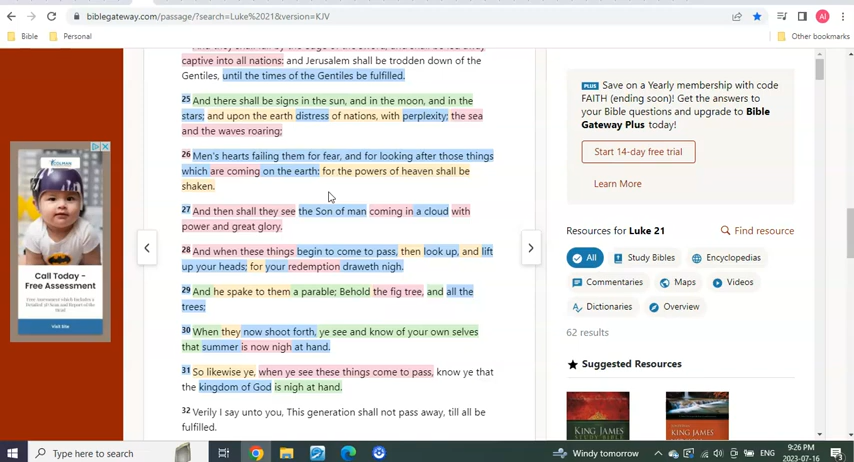 biblegateway.com/passage/?search=Luke%2021&version=KJV
Bible
Personal
Other bookmarks
AI
captive into all nations: and Jerusalem shall be trodden down of the
Gentiles, until the times of the Gentiles be fulfilled.
25 And there shall be signs in the sun, and in the moon, and in the
stars; and upon the earth distress of nations, with perplexity; the sea
and the waves roaring;
26 Men's hearts failing them for fear, and for looking after those things
which are coming on the earth: for the powers of heaven shall be
shaken.
27 And then shall they see the Son of man coming in a cloud with
power and great glory.
28 And when these things begin to come to pass, then look up, and lift
up your heads; for your redemption draweth nigh.
29 And he spake to them a parable; Behold the fig tree, and all the
trees;
30 When they now shoot forth, ye see and know of your own selves
that summer is now nigh at hand.
31 So likewise ye, when ye see these things come to pass, know ye that
the kingdom of God is nigh at hand.
32 Verily I say unto you, This generation shall not pass away, till all be
fulfilled.
Call Today -
Free Assessment
Visit Site
PLUS Save on a Yearly membership with code
FAITH (ending soon)! Get the answers to
your Bible questions and upgrade to Bible
Gateway Plus today!
Start 14-day free trial
Learn More
Resources for Luke 21
Find resource
All
Study Bibles
Encyclopedias
Commentaries
Maps
Videos
Dictionaries
Overview
62 results
Suggested Resources
KING JAMES
KING JAMES
Type here to search
Windy tomorrow
ENG
9:26 PM
2023-07-16
3